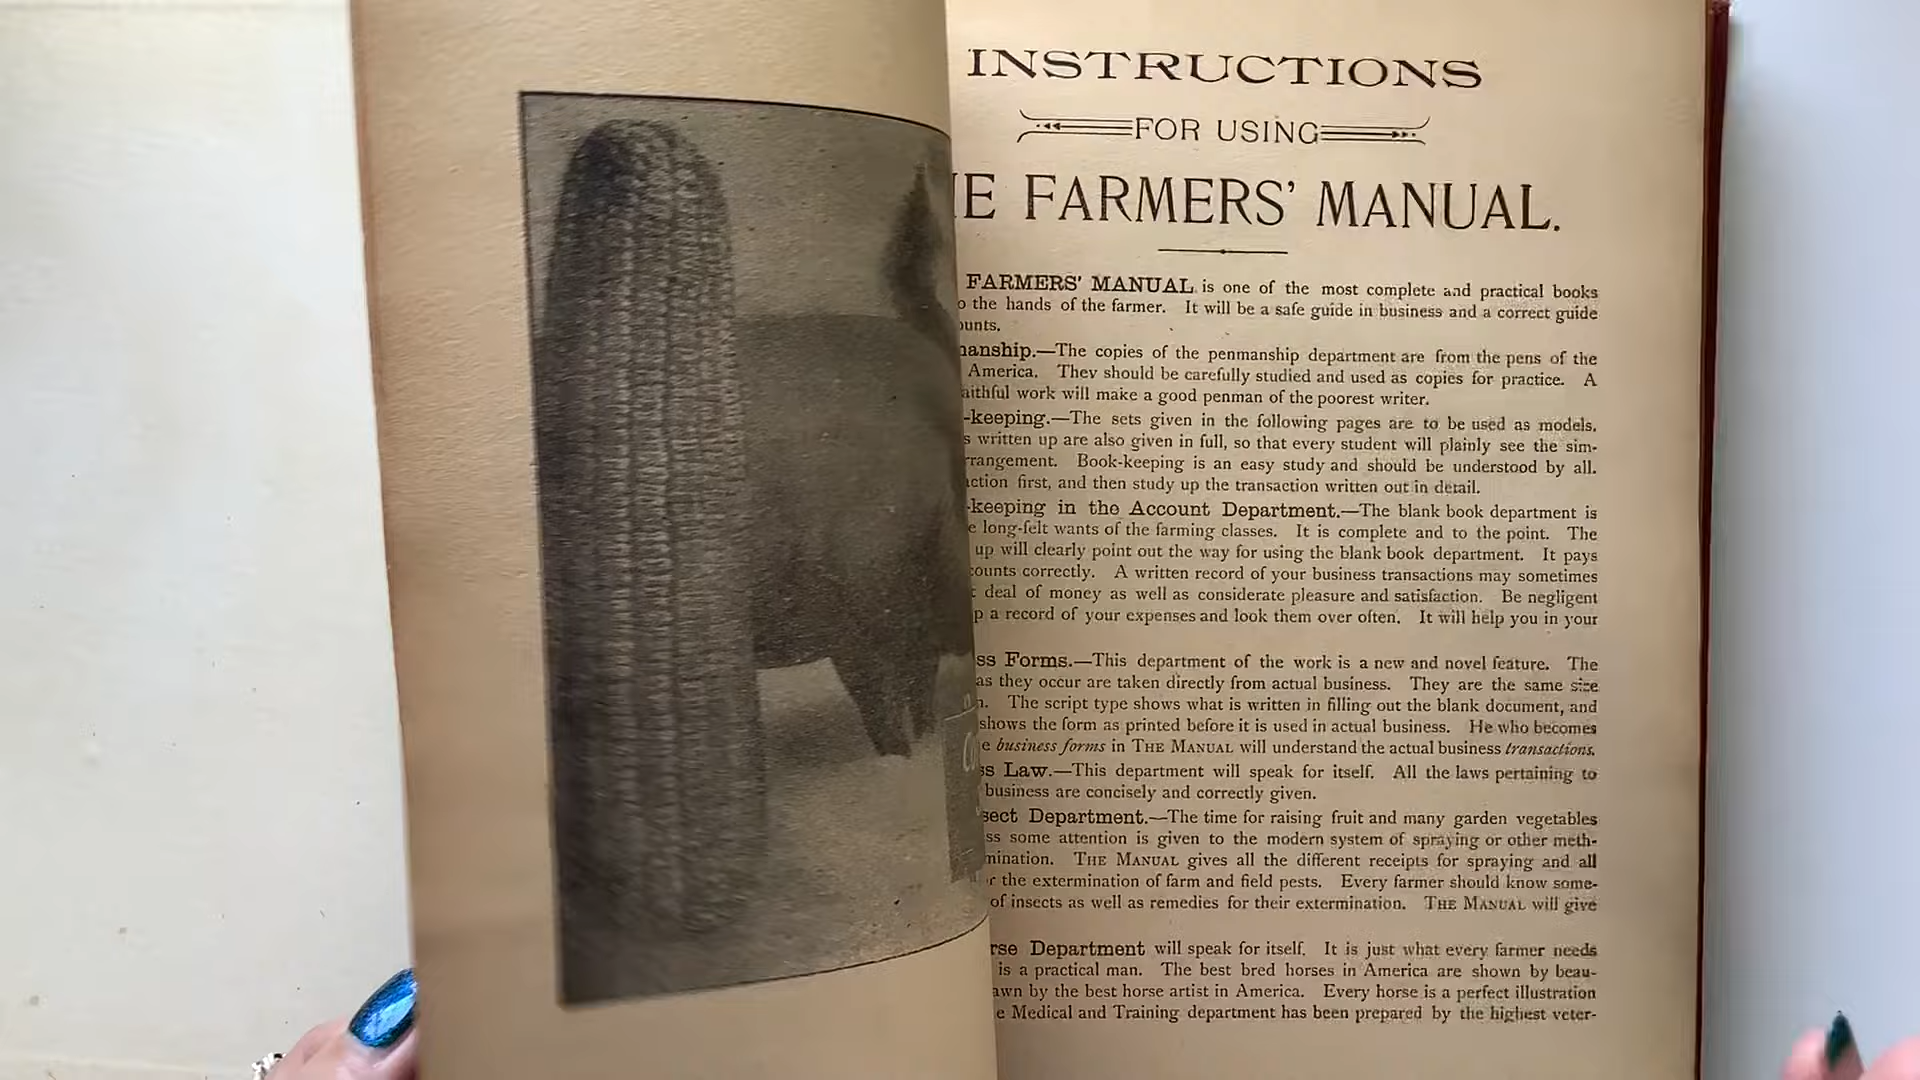 INSTRUCTIONS
FOR USING
FARMERS' MANUAL.
FARMERS' MANUAL is one of the most complete and practical books
the hands of the farmer. It will be a safe guide in business and a correct guide
The copies of the penmanship department are from the pens of the
America. They should be carefully studied and used as copies for practice. A
work will make a good penman of the poorest writer.
-keeping.—The sets given in the following pages are to be used as models.
written up are also given in full, so that every student will plainly see the sim-
Book-keeping is an easy study and should be understood by all.
first, and then study up the transaction written out in detail.
-keeping in the Account Department.—The blank book department is
long-felt wants of the farming classes. It is complete and to the point. The
up will clearly point out the way for using the blank book department. It pays
correctly. A written record of your business transactions may sometimes
deal of money as well as considerate pleasure and satisfaction. Be negligent
a record of your expenses and look them over often. It will help you in your
Forms.—This department of the work is a new and novel feature. The
as they occur are taken directly from actual business. They are the same size
The script type shows what is written in filling out the blank document, and
shows the form as printed before it is used in actual business. He who becomes
business forms in THE MANUAL will understand the actual business transactions.
Law.—This department will speak for itself. All the laws pertaining to
business are concisely and correctly given.
Department.—The time for raising fruit and many garden vegetables
some attention is given to the modern system of spraying or other meth-
THE MANUAL gives all the different receipts for spraying and all
the extermination of farm and field pests. Every farmer should know some-
of insects as well as remedies for their extermination. THE MANUAL will give
Department will speak for itself. It is just what every farmer needs
is a practical man. The best bred horses in America are shown by beau-
by the best horse artist in America. Every horse is a perfect illustration
Medical and Training department has been prepared by the highest veter-